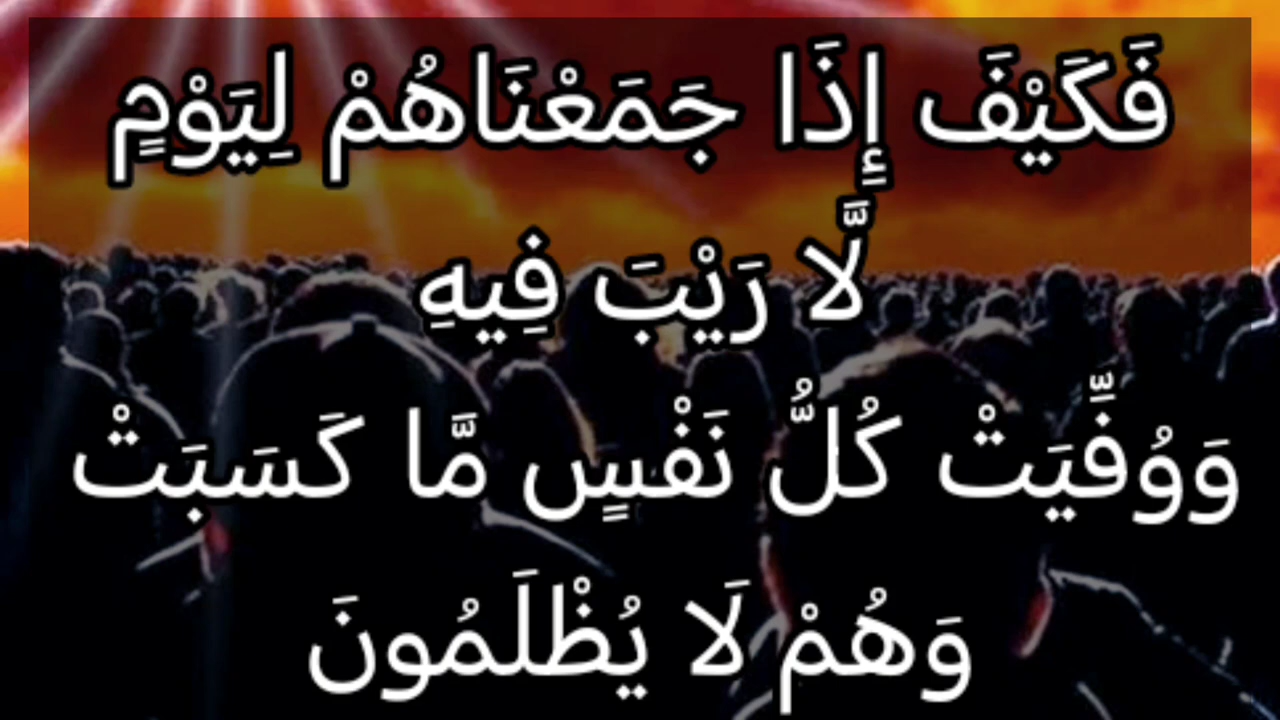 فَكَيْفَ إِذَا جَمَعْنَاهُمْ لِيَوْمٍ
لَّا رَيْبَ فِيهِ
وَوُفِّيَتْ كُلُّ نَفْسٍ مَّا كَسَبَتْ
وَهُمْ لَا يُظْلَمُونَ